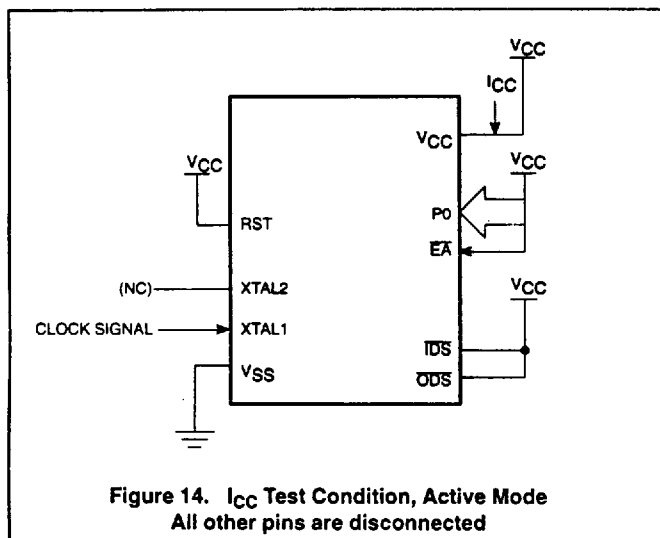 VCC
ICC
VCC
VCC
VCC
P0
RST
EA
VCC
(NC)
XTAL2
CLOCK SIGNAL
XTAL1
IDS
VSS
ODS
Figure 14. ICC Test Condition, Active Mode
All other pins are disconnected